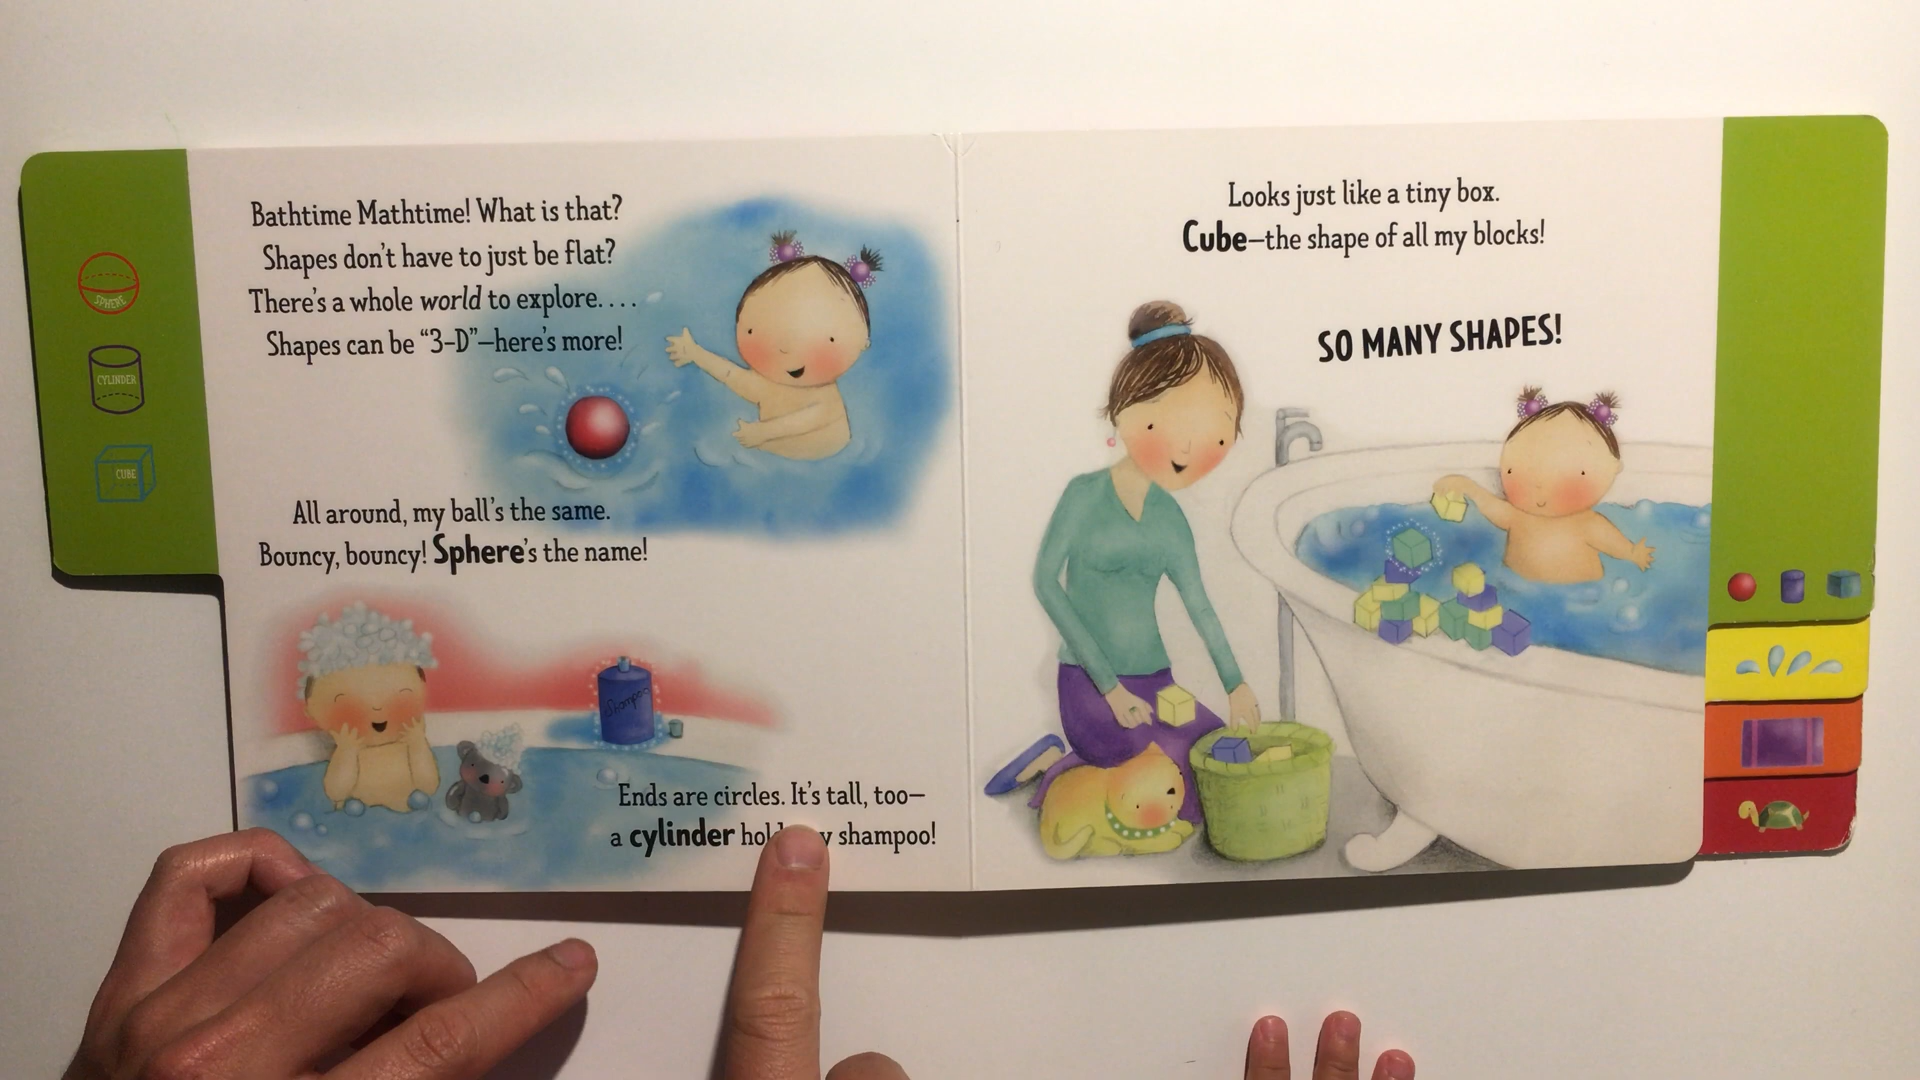 SPHERE
CYLINDER
CUBE
Bathtime Mathtime! What is that?
Shapes don't have to just be flat?
There's a whole world to explore....
Shapes can be “3-D”—here's more!
All around, my ball's the same.
Bouncy, bouncy! Sphere's the name!
Shampoo
Ends are circles. It's tall, too—
a cylinder shampoo!
Looks just like a tiny box.
Cube—the shape of all my blocks!
SO MANY SHAPES!